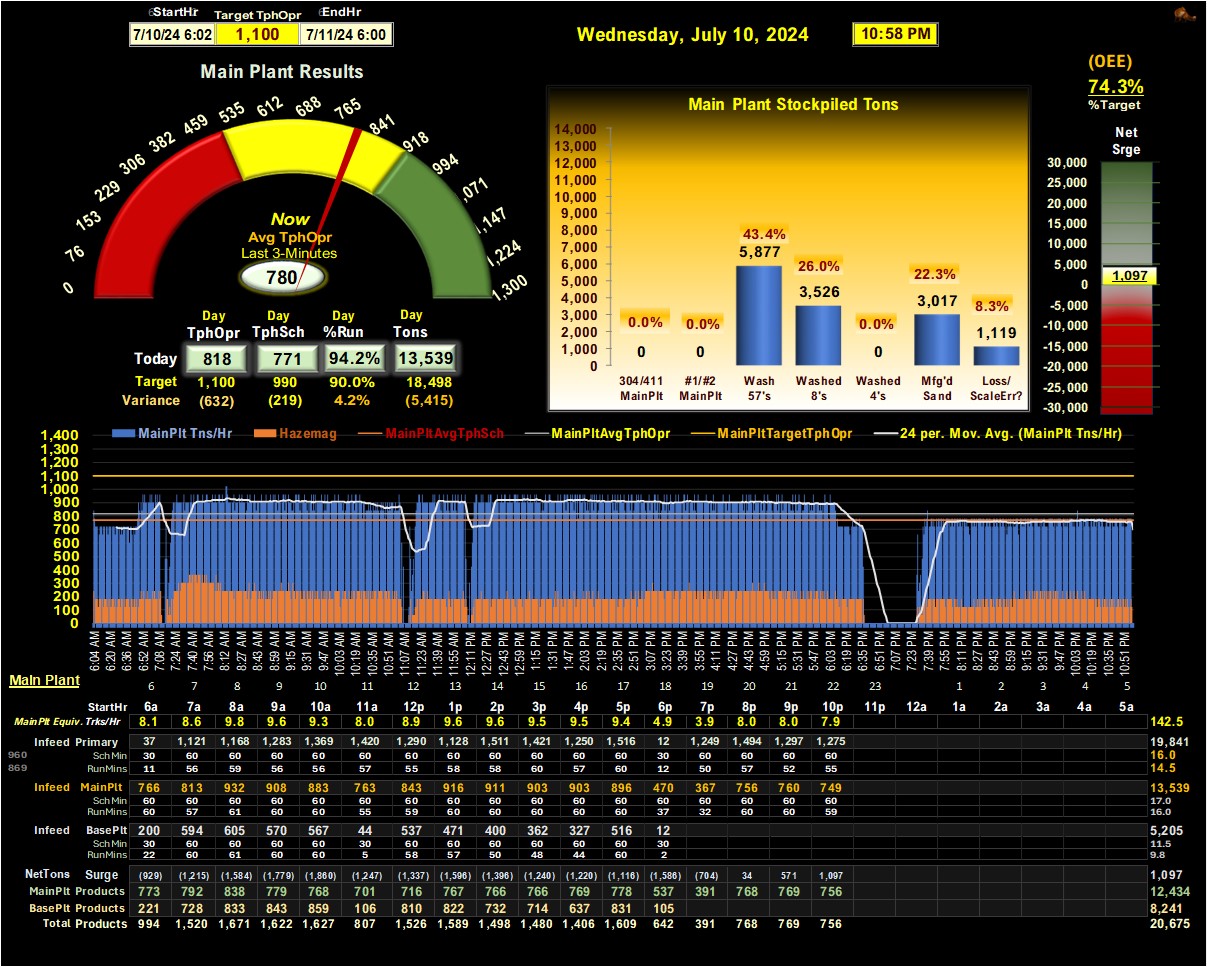 StartHr Target TphOpr EndHr
7/10/24 6:02 1,100 7/11/24 6:00
Wednesday, July 10, 2024 10:58 PM
(OEE)
74.3%
%Target
Main Plant Results
0 76 153 229 306 382 459 535 612 688 765 841 918 994 ,071 1,147 1,224 1,300
Now
Avg TphOpr
Last 3-Minutes
780
Day Day Day Day
TphOpr TphSch %Run Tons
Today 818 771 94.2% 13,539
Target 1,100 990 90.0% 18,498
Variance (632) (219) 4.2% (5,415)
Main Plant Stockpiled Tons
14,000
13,000
12,000
11,000
10,000
9,000
8,000
7,000
6,000
5,000
4,000
3,000
2,000
1,000
0
0.0% 0.0% 43.4% 26.0% 0.0% 22.3% 8.3%
0 0 5,877 3,526 0 3,017 1,119
304/411 #1/#2 Wash Washed Washed Mfg'd Loss/
MainPlt MainPlt 57's 8's 4's Sand ScaleErr?
Net
Srge
30,000
25,000
20,000
15,000
10,000
5,000
0
-5,000
-10,000
-15,000
-20,000
-25,000
-30,000
1,097
MainPlt Tns/Hr Hazemag MainPltAvgTphSch MainPltAvgTphOpr MainPltTargetTphOpr 24 per. Mov. Avg. (MainPlt Tns/Hr)
1,400
1,300
1,200
1,100
1,000
900
800
700
600
500
400
300
200
100
0
6:04 AM 6:20 AM 6:36 AM 6:52 AM 7:08 AM 7:24 AM 7:40 AM 7:56 AM 8:12 AM 8:27 AM 8:43 AM 8:59 AM 9:15 AM 9:31 AM 9:47 AM 10:03 AM 10:19 AM 10:35 AM 10:51 AM 11:07 AM 11:23 AM 11:39 AM 11:55 AM 12:11 PM 12:27 PM 12:43 PM 12:59 PM 1:15 PM 1:31 PM 1:47 PM 2:03 PM 2:19 PM 2:35 PM 2:51 PM 3:07 PM 3:23 PM 3:39 PM 3:55 PM 4:11 PM 4:27 PM 4:43 PM 4:59 PM 5:15 PM 5:31 PM 5:47 PM 6:03 PM 6:19 PM 6:35 PM 6:51 PM 7:07 PM 7:23 PM 7:39 PM 7:55 PM 8:11 PM 8:27 PM 8:43 PM 8:59 PM 9:15 PM 9:31 PM 9:47 PM 10:03 PM 10:19 PM 10:35 PM 10:51 PM
Main Plant 6 7 8 9 10 11 12 13 14 15 16 17 18 19 20 21 22 23 1 2 3 4 5
StartHr 6a 7a 8a 9a 10a 11a 12p 1p 2p 3p 4p 5p 6p 7p 8p 9p 10p 11p 12a 1a 2a 3a 4a 5a
MainPlt Equiv. Trks/Hr 8.1 8.6 9.8 9.6 9.3 8.0 8.9 9.6 9.6 9.5 9.5 9.4 4.9 3.9 8.0 8.0 7.9 142.5
Infeed Primary 37 1,121 1,168 1,283 1,369 1,420 1,290 1,128 1,511 1,421 1,250 1,516 12 1,249 1,494 1,297 1,275 19,841
960 Sch Min 30 60 60 60 60 60 60 60 60 60 60 60 30 60 60 60 60 16.0
869 RunMins 11 56 59 56 56 57 55 58 58 60 57 60 12 50 57 52 55 14.5
Infeed MainPlt 766 813 932 908 883 763 843 916 911 903 903 896 470 367 756 760 749 13,539
Sch Min 60 60 60 60 60 60 60 60 60 60 60 60 60 60 60 60 60 17.0
RunMins 60 57 61 60 60 55 59 60 60 60 60 60 37 32 60 60 59 16.0
Infeed BasePlt 200 594 605 570 567 44 537 471 400 362 327 516 12 5,205
Sch Min 30 60 60 60 60 30 60 60 60 60 60 60 30 11.5
RunMins 22 60 61 60 60 5 58 57 50 48 44 60 2 9.8
NetTons Surge (929) (1,215) (1,584) (1,779) (1,860) (1,247) (1,337) (1,596) (1,396) (1,240) (1,220) (1,116) (1,586) (704) 34 571 1,097 1,097
MainPlt Products 773 792 838 779 768 701 716 767 766 766 769 778 537 391 768 769 756 12,434
BasePlt Products 221 728 833 843 859 106 810 822 732 714 637 831 105 8,241
Total Products 994 1,520 1,671 1,622 1,627 807 1,526 1,589 1,498 1,480 1,406 1,609 642 391 768 769 756 20,675